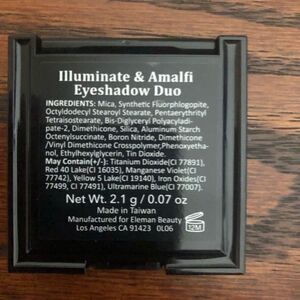 Illuminate & Amalfi
Eyeshadow Duo
INGREDIENTS: Mica, Synthetic Fluorphlogopite,
Octyldodecyl Stearoyl Stearate, Pentaerythrityl
Tetraisostearate, Bis-Diglyceryl Polyacyladi-
pate-2, Dimethicone, Silica, Aluminum Starch
Octenylsuccinate, Boron Nitride, Dimethicone
/Vinyl Dimethicone Crosspolymer,Phenoxyetha-
nol, Ethylhexylglycerin, Tin Dioxide.
May Contain(+/-): Titanium Dioxide(CI 77891),
Red 40 Lake(CI 16035), Manganese Violet(CI
77742), Yellow 5 Lake(CI 19140), Iron Oxides(CI
77499, CI 77491), Ultramarine Blue(CI 77007).
Net Wt. 2.1 g / 0.07 oz
Made in Taiwan
Manufactured for Eleman Beauty
Los Angeles CA 91423 0L06
12M